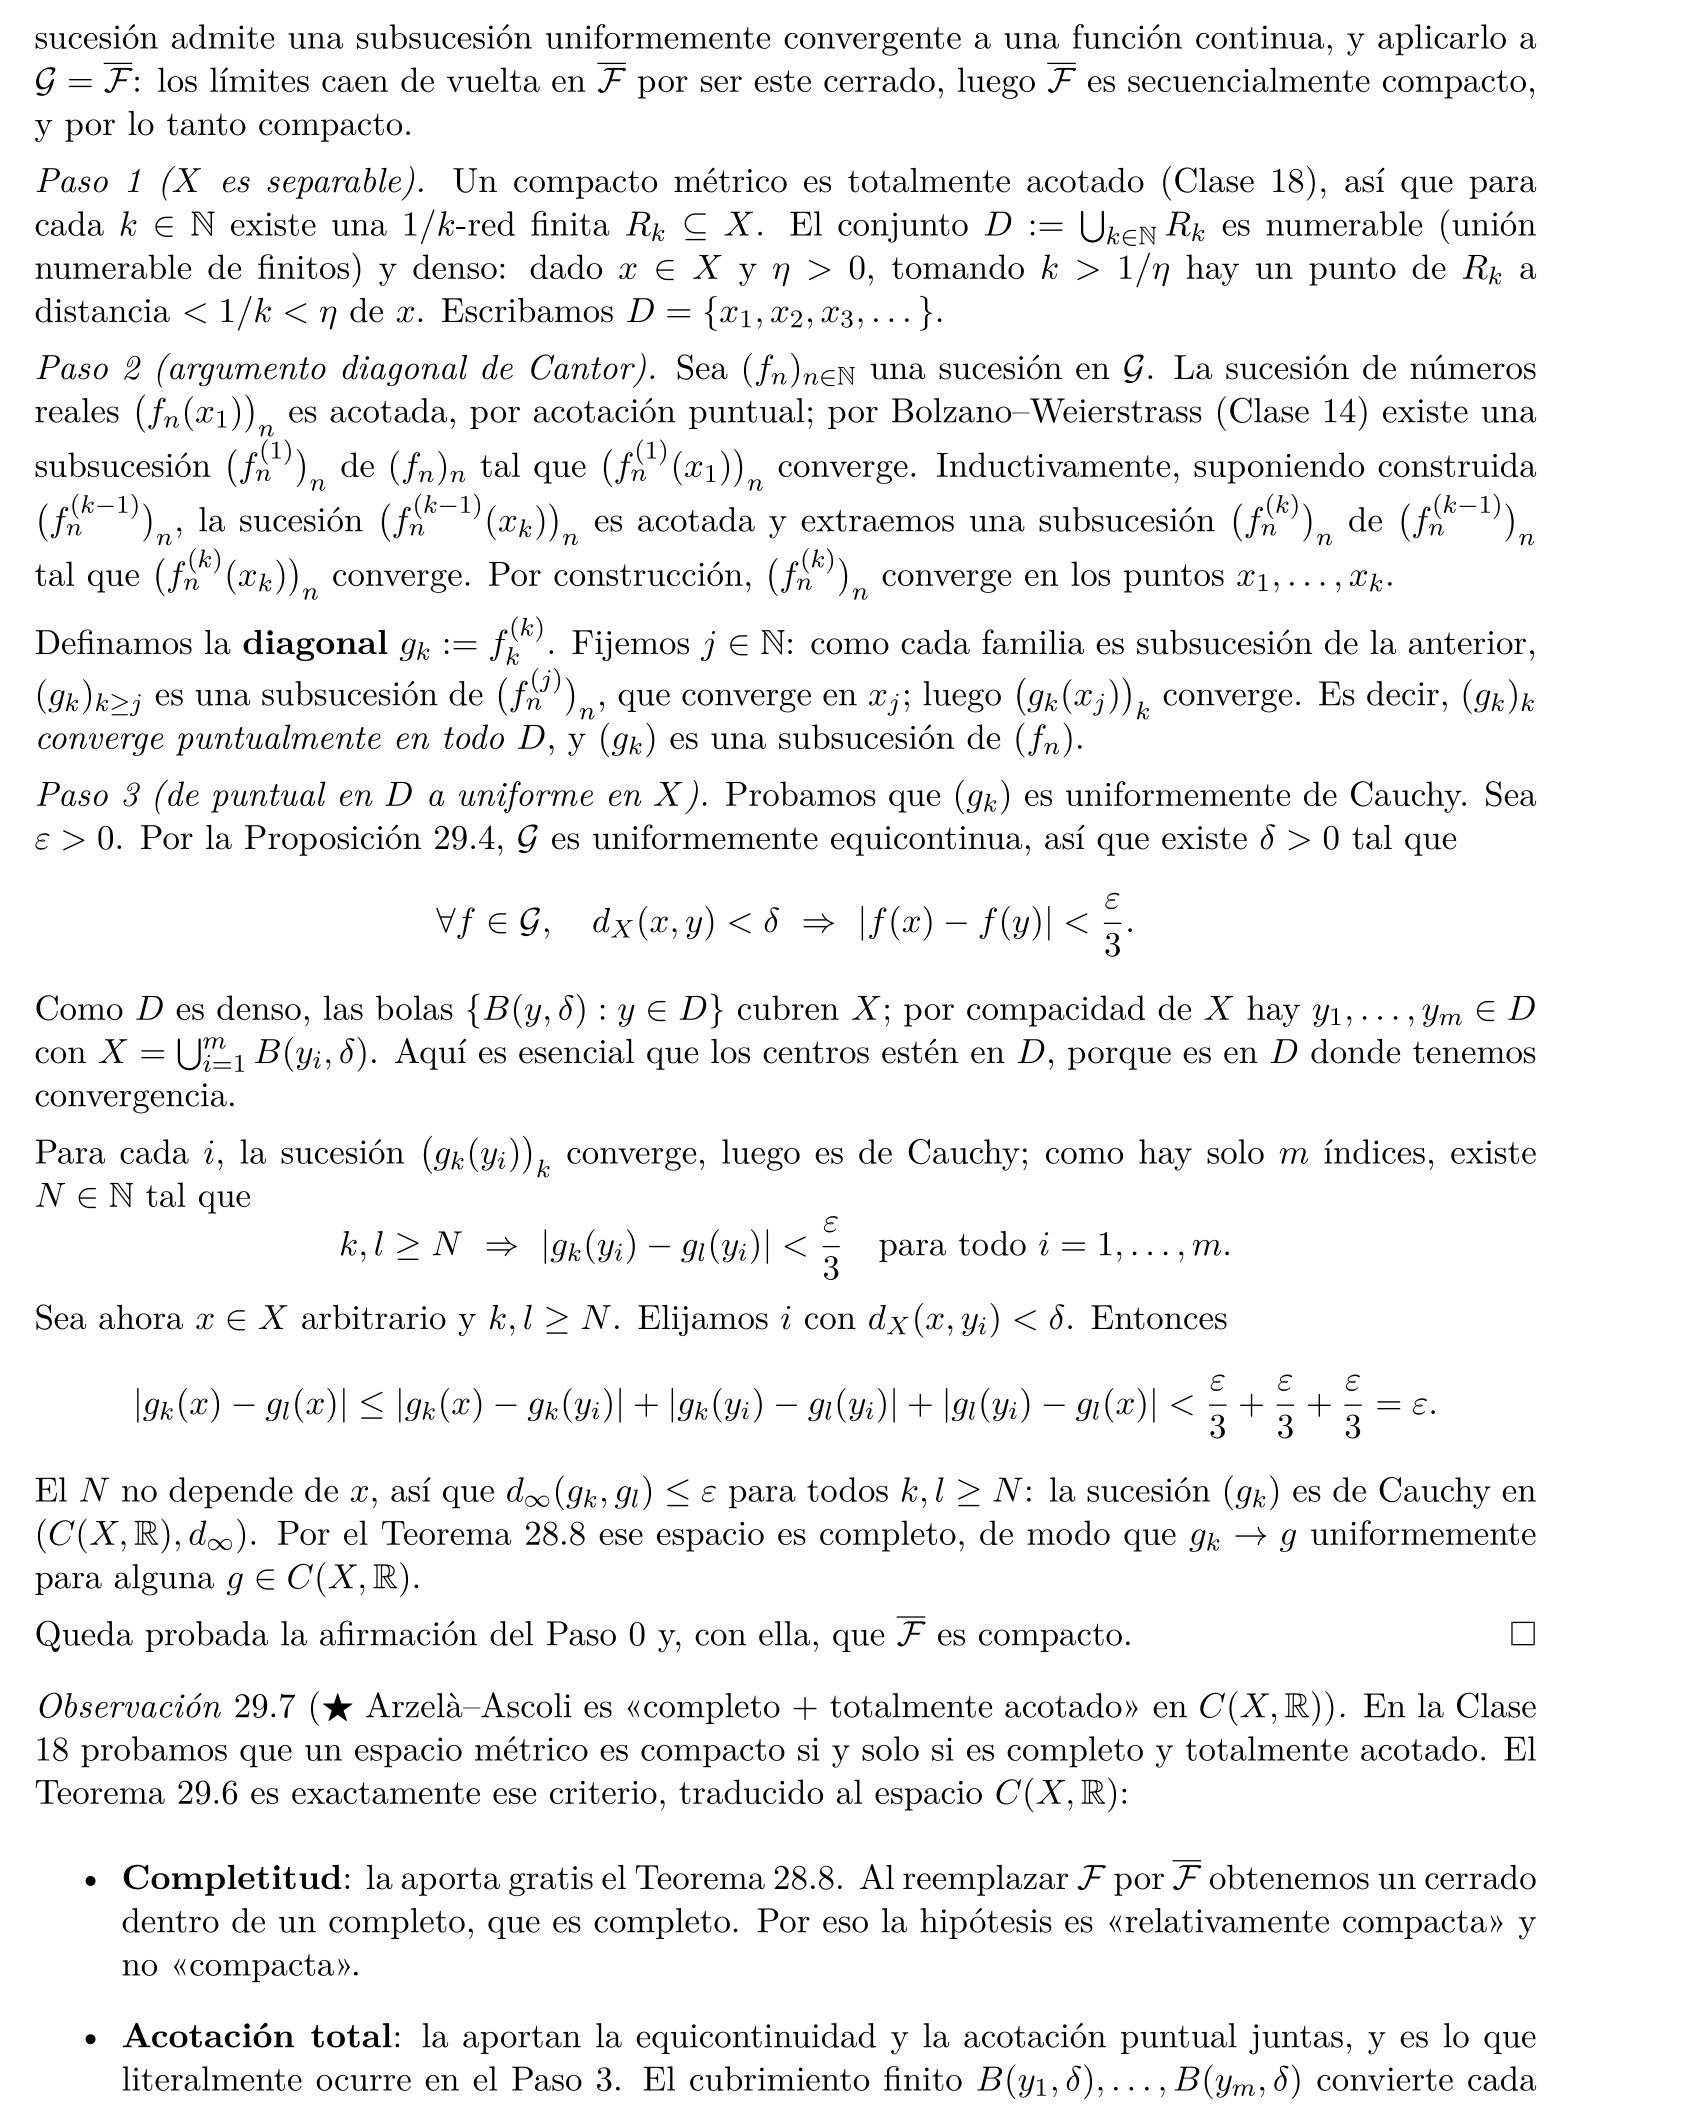 sucesión admite una subsucesión uniformemente convergente a una función continua, y aplicarlo a
𝒢 = \overline{ℱ}: los límites caen de vuelta en \overline{ℱ} por ser este cerrado, luego \overline{ℱ} es secuencialmente compacto,
y por lo tanto compacto.
Paso 1 (X es separable). Un compacto métrico es totalmente acotado (Clase 18), así que para
cada k ∈ ℕ existe una 1/k-red finita R_k ⊆ X. El conjunto D := ⋃_{k∈ℕ} R_k es numerable (unión
numerable de finitos) y denso: dado x ∈ X y η > 0, tomando k > 1/η hay un punto de R_k a
distancia < 1/k < η de x. Escribamos D = {x_1, x_2, x_3, . . . }.
Paso 2 (argumento diagonal de Cantor). Sea (f_n)_{n∈ℕ} una sucesión en 𝒢. La sucesión de números
reales (f_n(x_1))_n es acotada, por acotación puntual; por Bolzano–Weierstrass (Clase 14) existe una
subsucesión (f_n^{(1)})_n de (f_n)_n tal que (f_n^{(1)}(x_1))_n converge. Inductivamente, suponiendo construida
(f_n^{(k−1)})_n, la sucesión (f_n^{(k−1)}(x_k))_n es acotada y extraemos una subsucesión (f_n^{(k)})_n de (f_n^{(k−1)})_n
tal que (f_n^{(k)}(x_k))_n converge. Por construcción, (f_n^{(k)})_n converge en los puntos x_1, . . . , x_k.
Definamos la diagonal g_k := f_k^{(k)}. Fijemos j ∈ ℕ: como cada familia es subsucesión de la anterior,
(g_k)_{k≥j} es una subsucesión de (f_n^{(j)})_n, que converge en x_j; luego (g_k(x_j))_k converge. Es decir, (g_k)_k
converge puntualmente en todo D, y (g_k) es una subsucesión de (f_n).
Paso 3 (de puntual en D a uniforme en X). Probamos que (g_k) es uniformemente de Cauchy. Sea
ε > 0. Por la Proposición 29.4, 𝒢 es uniformemente equicontinua, así que existe δ > 0 tal que
∀f ∈ 𝒢, d_X(x, y) < δ ⇒ |f(x) − f(y)| < \frac{ε}{3}.
Como D es denso, las bolas {B(y, δ) : y ∈ D} cubren X; por compacidad de X hay y_1, . . . , y_m ∈ D
con X = ⋃_{i=1}^m B(y_i, δ). Aquí es esencial que los centros estén en D, porque es en D donde tenemos
convergencia.
Para cada i, la sucesión (g_k(y_i))_k converge, luego es de Cauchy; como hay solo m índices, existe
N ∈ ℕ tal que
k, l ≥ N ⇒ |g_k(y_i) − g_l(y_i)| < \frac{ε}{3} para todo i = 1, . . . , m.
Sea ahora x ∈ X arbitrario y k, l ≥ N. Elijamos i con d_X(x, y_i) < δ. Entonces
|g_k(x) − g_l(x)| ≤ |g_k(x) − g_k(y_i)| + |g_k(y_i) − g_l(y_i)| + |g_l(y_i) − g_l(x)| < \frac{ε}{3} + \frac{ε}{3} + \frac{ε}{3} = ε.
El N no depende de x, así que d_∞(g_k, g_l) ≤ ε para todos k, l ≥ N: la sucesión (g_k) es de Cauchy en
(C(X, ℝ), d_∞). Por el Teorema 28.8 ese espacio es completo, de modo que g_k → g uniformemente
para alguna g ∈ C(X, ℝ).
Queda probada la afirmación del Paso 0 y, con ella, que \overline{ℱ} es compacto. □
Observación 29.7 (★ Arzelà–Ascoli es «completo + totalmente acotado» en C(X, ℝ)). En la Clase
18 probamos que un espacio métrico es compacto si y solo si es completo y totalmente acotado. El
Teorema 29.6 es exactamente ese criterio, traducido al espacio C(X, ℝ):
• Completitud: la aporta gratis el Teorema 28.8. Al reemplazar ℱ por \overline{ℱ} obtenemos un cerrado
dentro de un completo, que es completo. Por eso la hipótesis es «relativamente compacta» y
no «compacta».
• Acotación total: la aportan la equicontinuidad y la acotación puntual juntas, y es lo que
literalmente ocurre en el Paso 3. El cubrimiento finito B(y_1, δ), . . . , B(y_m, δ) convierte cada